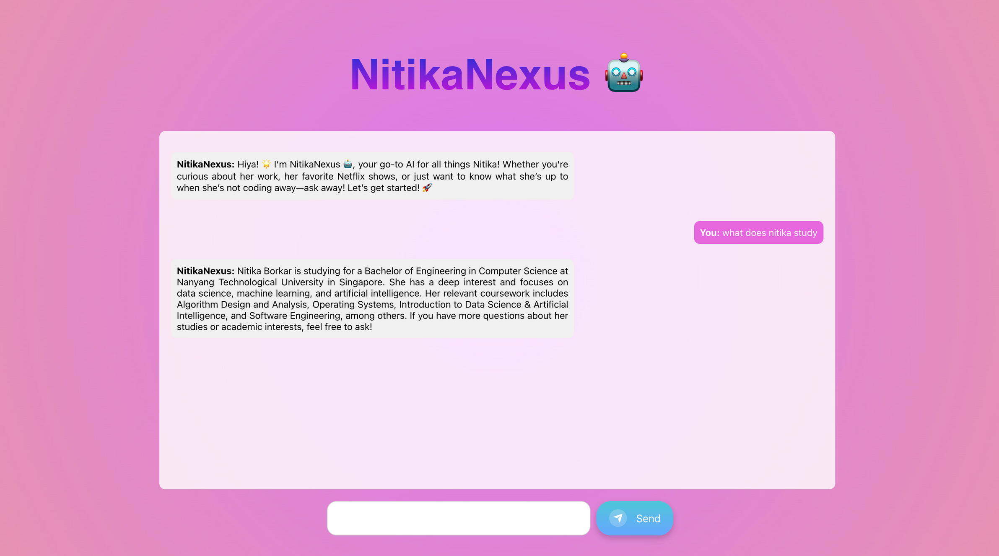 NitikaNexus 🤖
NitikaNexus: Hiya! 🌟 I’m NitikaNexus 🤖, your go-to AI for all things Nitika! Whether you're
curious about her work, her favorite Netflix shows, or just want to know what she’s up to
when she’s not coding away—ask away! Let’s get started! 🚀
You: what does nitika study
NitikaNexus: Nitika Borkar is studying for a Bachelor of Engineering in Computer Science at
Nanyang Technological University in Singapore. She has a deep interest and focuses on
data science, machine learning, and artificial intelligence. Her relevant coursework includes
Algorithm Design and Analysis, Operating Systems, Introduction to Data Science & Artificial
Intelligence, and Software Engineering, among others. If you have more questions about her
studies or academic interests, feel free to ask!
Send